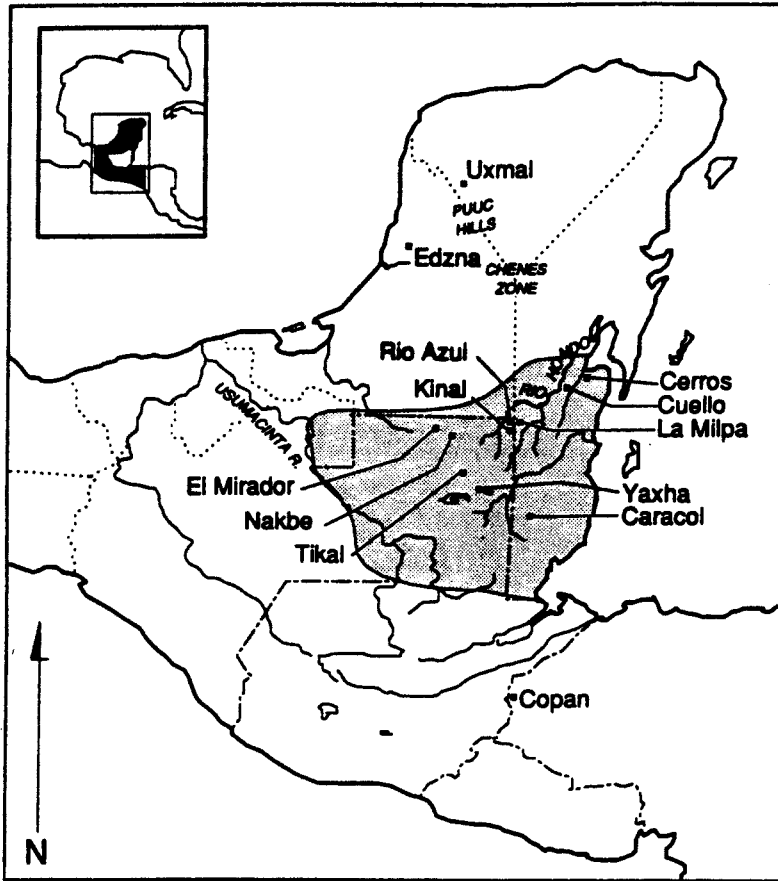 Uxmal
PUUC
HILLS
Edzna
CHENES
ZONE
Rio Azul
RIO HONDO
Kinal
Cerros
Cuello
La Milpa
USUMACINTA R.
El Mirador
Yaxha
Nakbe
Caracol
Tikal
Copan
N